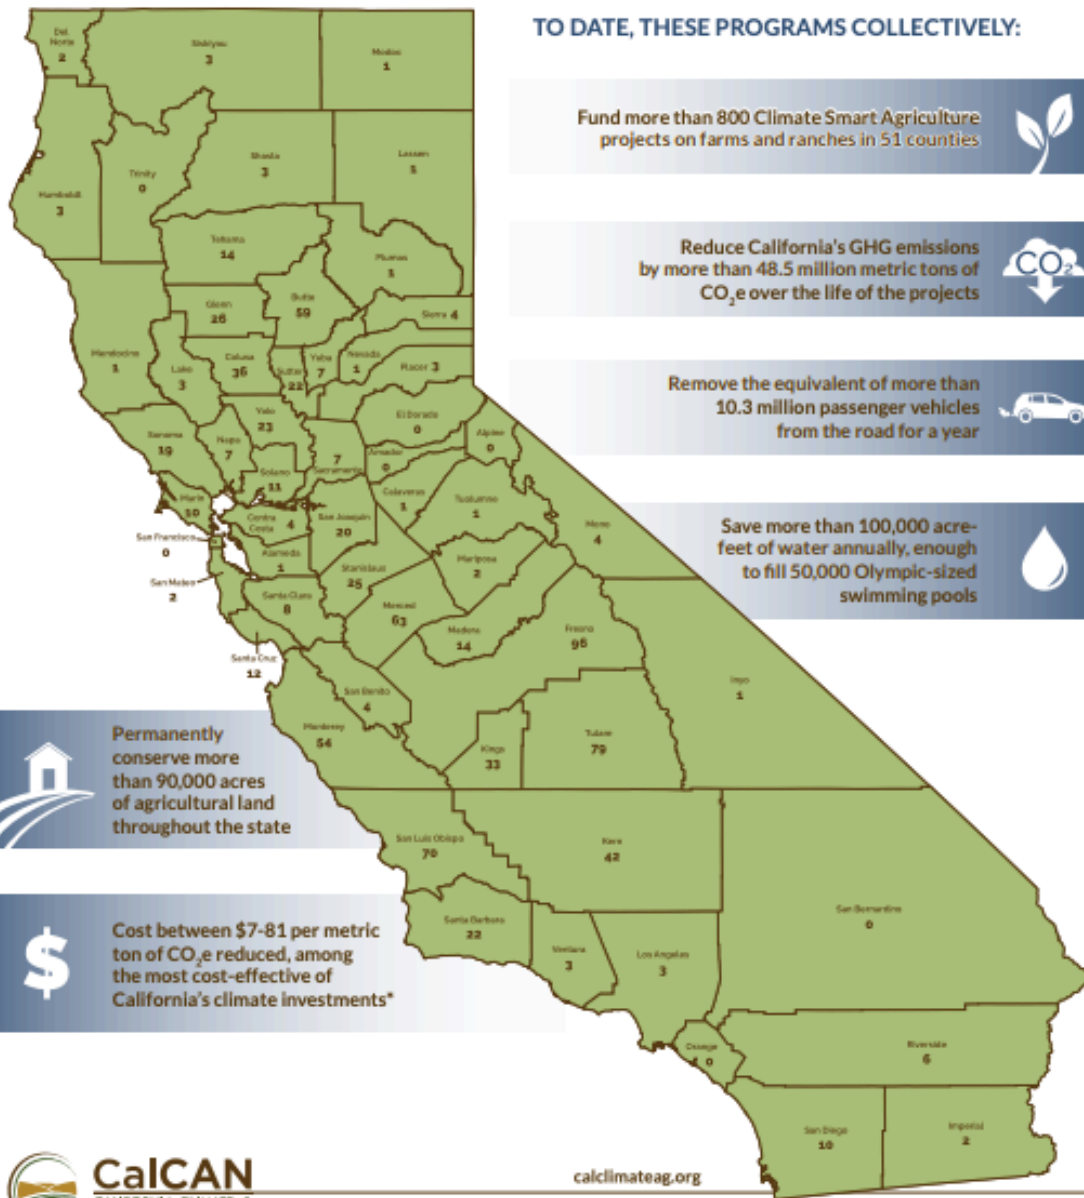 TO DATE, THESE PROGRAMS COLLECTIVELY:
Fund more than 800 Climate Smart Agriculture
projects on farms and ranches in 51 counties
Reduce California's GHG emissions
by more than 48.5 million metric tons of
CO₂e over the life of the projects
CO₂
Remove the equivalent of more than
10.3 million passenger vehicles
from the road for a year
Save more than 100,000 acre-
feet of water annually, enough
to fill 50,000 Olympic-sized
swimming pools
Permanently
conserve more
than 90,000 acres
of agricultural land
throughout the state
$
Cost between $7-81 per metric
ton of CO₂e reduced, among
the most cost-effective of
California's climate investments*
Del
Norte
2
Siskiyou
3
Modoc
1
Humboldt
3
Trinity
0
Shasta
3
Lassen
1
Tehama
14
Plumas
1
Glenn
26
Butte
59
Sierra 4
Mendocino
1
Lake
3
Colusa
36
Sutter
22
Yuba
7
Nevada
1
Placer 3
Sonoma
19
Napa
7
Yolo
23
El Dorado
0
Alpine
0
Solano
11
7
Sacramento
Amador
0
Marin
10
Contra
Costa
4
San Joaquin
20
Calaveras
1
Tuolumne
1
Mono
4
San Francisco
0
Alameda
1
Stanislaus
25
Mariposa
2
San Mateo
2
Santa Clara
8
Merced
63
Madera
14
Fresno
96
Santa Cruz
12
San Benito
4
Inyo
1
Monterey
54
Kings
33
Tulare
79
San Luis Obispo
70
Kern
42
San Bernardino
0
Santa Barbara
22
Ventura
3
Los Angeles
3
Orange
0
Riverside
6
San Diego
10
Imperial
2
CalCAN
calclimateag.org